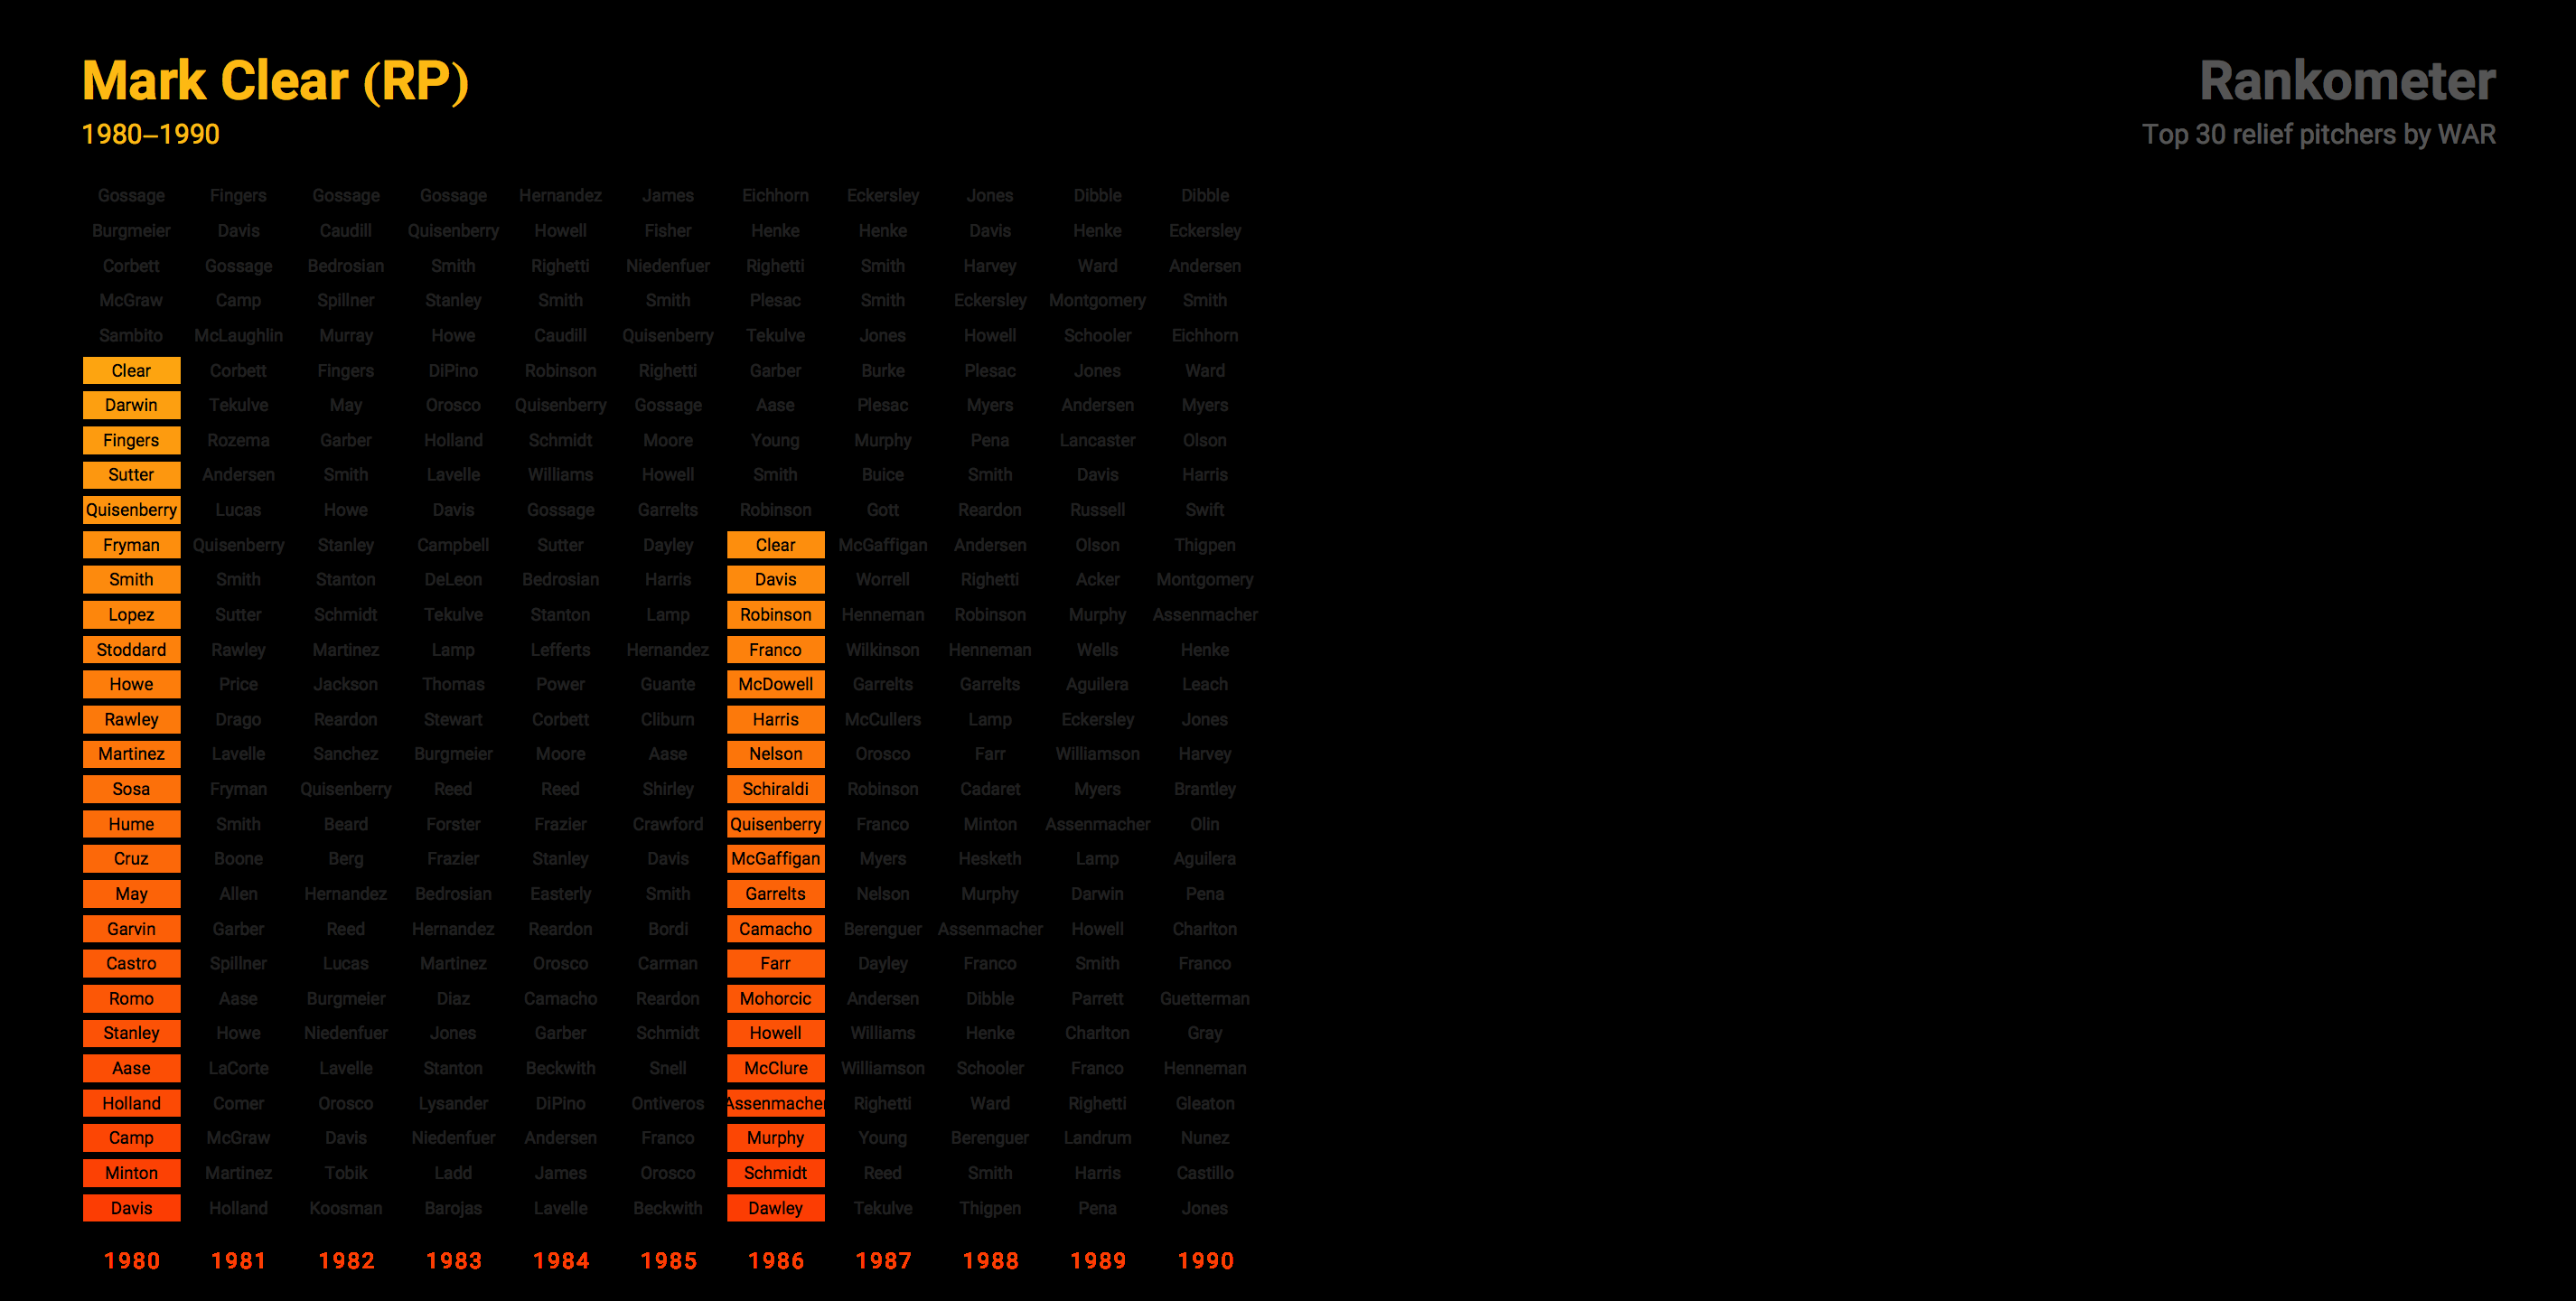 Mark Clear (RP)
1980–1990
Rankometer
Top 30 relief pitchers by WAR
Gossage Fingers Gossage Gossage Hernandez James Eichhorn Eckersley Jones Dibble Dibble
Burgmeier Davis Caudill Quisenberry Howell Fisher Henke Henke Davis Henke Eckersley
Corbett Gossage Bedrosian Smith Righetti Niedenfuer Righetti Smith Harvey Ward Andersen
McGraw Camp Spillner Stanley Smith Smith Plesac Smith Eckersley Montgomery Smith
Sambito McLaughlin Murray Howe Caudill Quisenberry Tekulve Jones Howell Schooler Eichhorn
Clear Corbett Fingers DiPino Robinson Righetti Garber Burke Plesac Jones Ward
Darwin Tekulve May Orosco Quisenberry Gossage Aase Plesac Myers Andersen Myers
Fingers Rozema Garber Holland Schmidt Moore Young Murphy Pena Lancaster Olson
Sutter Andersen Smith Lavelle Williams Howell Smith Buice Smith Davis Harris
Quisenberry Lucas Howe Davis Gossage Garrelts Robinson Gott Reardon Russell Swift
Fryman Quisenberry Stanley Campbell Sutter Dayley Clear McGaffigan Andersen Olson Thigpen
Smith Smith Stanton DeLeon Bedrosian Harris Davis Worrell Righetti Acker Montgomery
Lopez Sutter Schmidt Tekulve Stanton Lamp Robinson Henneman Robinson Murphy Assenmacher
Stoddard Rawley Martinez Lamp Lefferts Hernandez Franco Wilkinson Henneman Wells Henke
Howe Price Jackson Thomas Power Guante McDowell Garrelts Garrelts Aguilera Leach
Rawley Drago Reardon Stewart Corbett Cliburn Harris McCullers Lamp Eckersley Jones
Martinez Lavelle Sanchez Burgmeier Moore Aase Nelson Orosco Farr Williamson Harvey
Sosa Fryman Quisenberry Reed Reed Shirley Schiraldi Robinson Cadaret Myers Brantley
Hume Smith Beard Forster Frazier Crawford Quisenberry Franco Minton Assenmacher Olin
Cruz Boone Berg Frazier Stanley Davis McGaffigan Myers Hesketh Lamp Aguilera
May Allen Hernandez Bedrosian Easterly Smith Garrelts Nelson Murphy Darwin Pena
Garvin Garber Reed Hernandez Reardon Bordi Camacho Berenguer Assenmacher Howell Charlton
Castro Spillner Lucas Martinez Orosco Carman Farr Dayley Franco Smith Franco
Romo Aase Burgmeier Diaz Camacho Reardon Mohorcic Andersen Dibble Parrett Guetterman
Stanley Howe Niedenfuer Jones Garber Schmidt Howell Williams Henke Charlton Gray
Aase LaCorte Lavelle Stanton Beckwith Snell McClure Williamson Schooler Franco Henneman
Holland Comer Orosco Lysander DiPino Ontiveros Assenmacher Righetti Ward Righetti Gleaton
Camp McGraw Davis Niedenfuer Andersen Franco Murphy Young Berenguer Landrum Nunez
Minton Martinez Tobik Ladd James Orosco Schmidt Reed Smith Harris Castillo
Davis Holland Koosman Barojas Lavelle Beckwith Dawley Tekulve Thigpen Pena Jones
1980 1981 1982 1983 1984 1985 1986 1987 1988 1989 1990